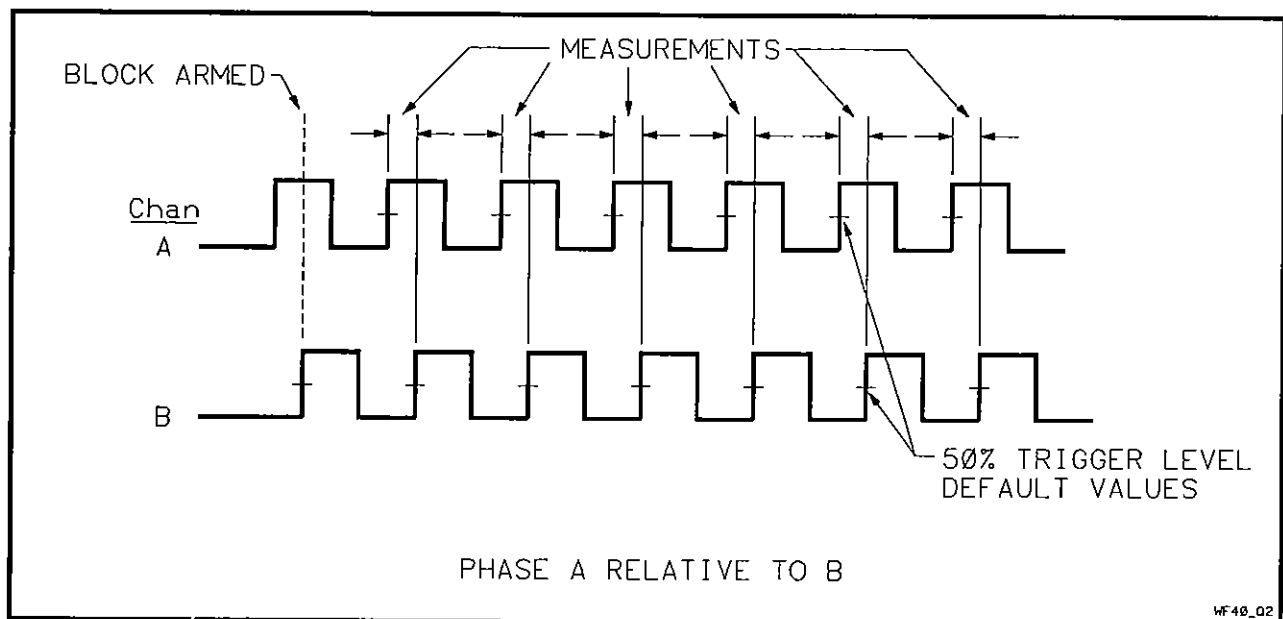 MEASUREMENTS
BLOCK ARMED
Chan
A
B
50% TRIGGER LEVEL
DEFAULT VALUES
PHASE A RELATIVE TO B
WF40_02